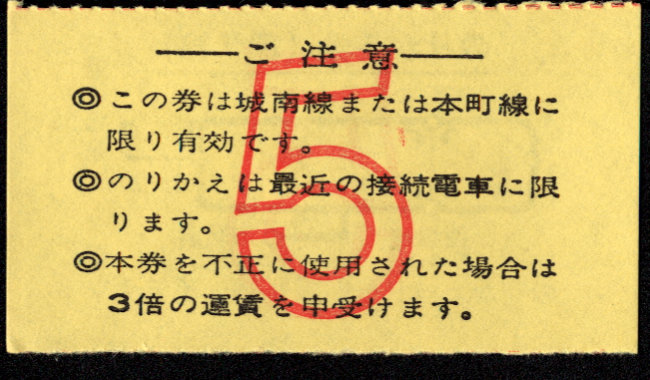 ――ご注意――
◎この券は城南線または本町線に
限り有効です。
◎のりかえは最近の接続電車に限
ります。
◎本券を不正に使用された場合は
3倍の運賃を申受けます。
5